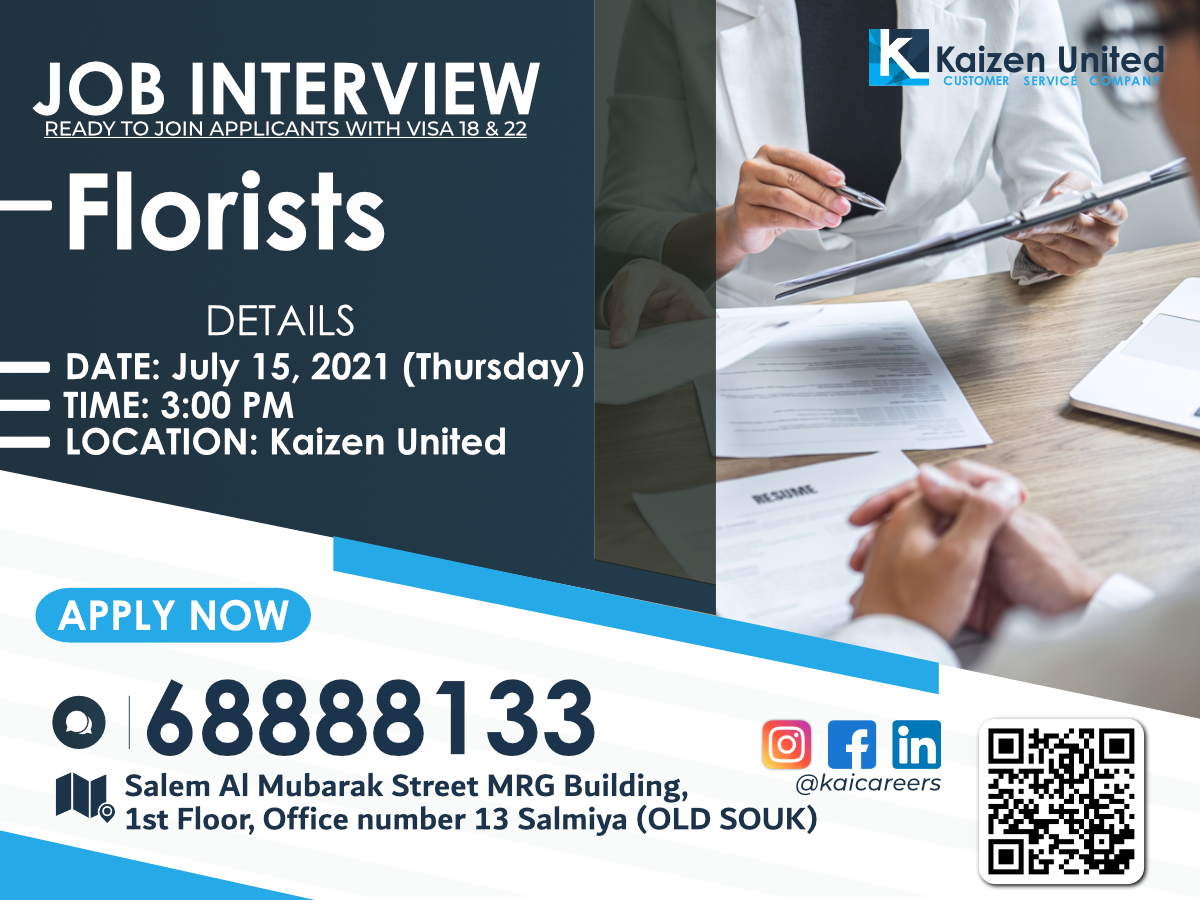 Kaizen United
CUSTOMER SERVICE COMPANY
JOB INTERVIEW
READY TO JOIN APPLICANTS WITH VISA 18 & 22
Florists
DETAILS
DATE: July 15, 2021 (Thursday)
TIME: 3:00 PM
LOCATION: Kaizen United
RESUME
APPLY NOW
68888133
Salem Al Mubarak Street MRG Building,
1st Floor, Office number 13 Salmiya (OLD SOUK)
@kaicareers